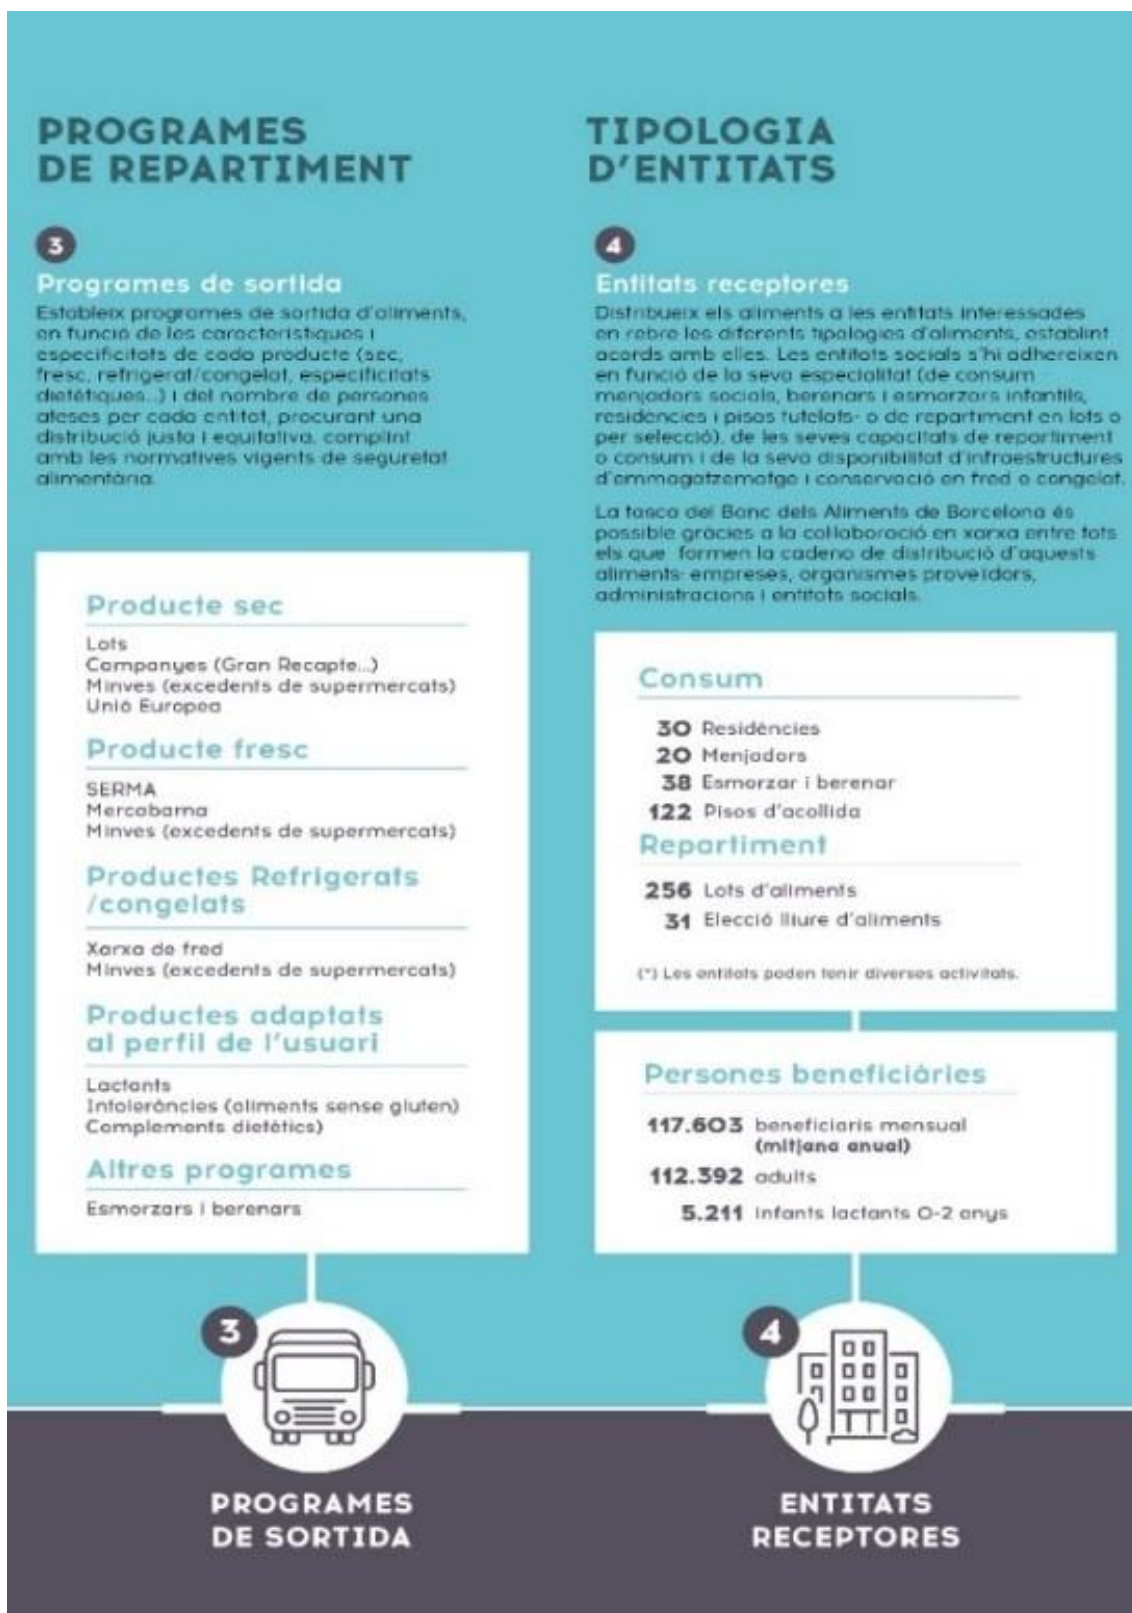 PROGRAMES
DE REPARTIMENT
3
Programes de sortida
Estableix programes de sortida d'aliments,
en funció de les característiques i
especificitats de cada producte (sec,
fresc, refrigerat/congelat, especificitats
dietètiques...) i del nombre de persones
ateses per cada entitat, procurant una
distribució justa i equitativa, complint
amb les normatives vigents de seguretat
alimentària.
Producte sec
Lots
Campanyes (Gran Recapte...)
Minves (excedents de supermercats)
Unió Europea
Producte fresc
SERMA
Mercabarna
Minves (excedents de supermercats)
Productes Refrigerats
/congelats
Xarxa de fred
Minves (excedents de supermercats)
Productes adaptats
al perfil de l'usuari
Lactants
Intoleràncies (aliments sense gluten)
Complements dietètics)
Altres programes
Esmorzars i berenars
3
PROGRAMES
DE SORTIDA
TIPOLOGIA
D'ENTITATS
4
Entitats receptores
Distribueix els aliments a les entitats interessades
en rebre les diferents tipologies d'aliments, establint
acords amb elles. Les entitats socials s'hi adhereixen
en funció de la seva especialitat (de consum
menjadors socials, berenars i esmorzars infantils,
residències i pisos tutelats- o de repartiment en lots o
per selecció), de les seves capacitats de repartiment
o consum i de la seva disponibilitat d'infraestructures
d'emmagatzematge i conservació en fred o congelat.
La tasca del Banc dels Aliments de Barcelona és
possible gràcies a la col·laboració en xarxa entre tots
els que formen la cadena de distribució d'aquests
aliments: empreses, organismes proveïdors,
administracions i entitats socials.
Consum
30 Residències
20 Menjadors
38 Esmorzar i berenar
122 Pisos d'acollida
Repartiment
256 Lots d'aliments
31 Elecció lliure d'aliments
(*) Les entitats poden tenir diverses activitats.
Persones beneficiàries
117.603 beneficiaris mensual
(mitjana anual)
112.392 adults
5.211 Infants lactants 0-2 anys
4
ENTITATS
RECEPTORES